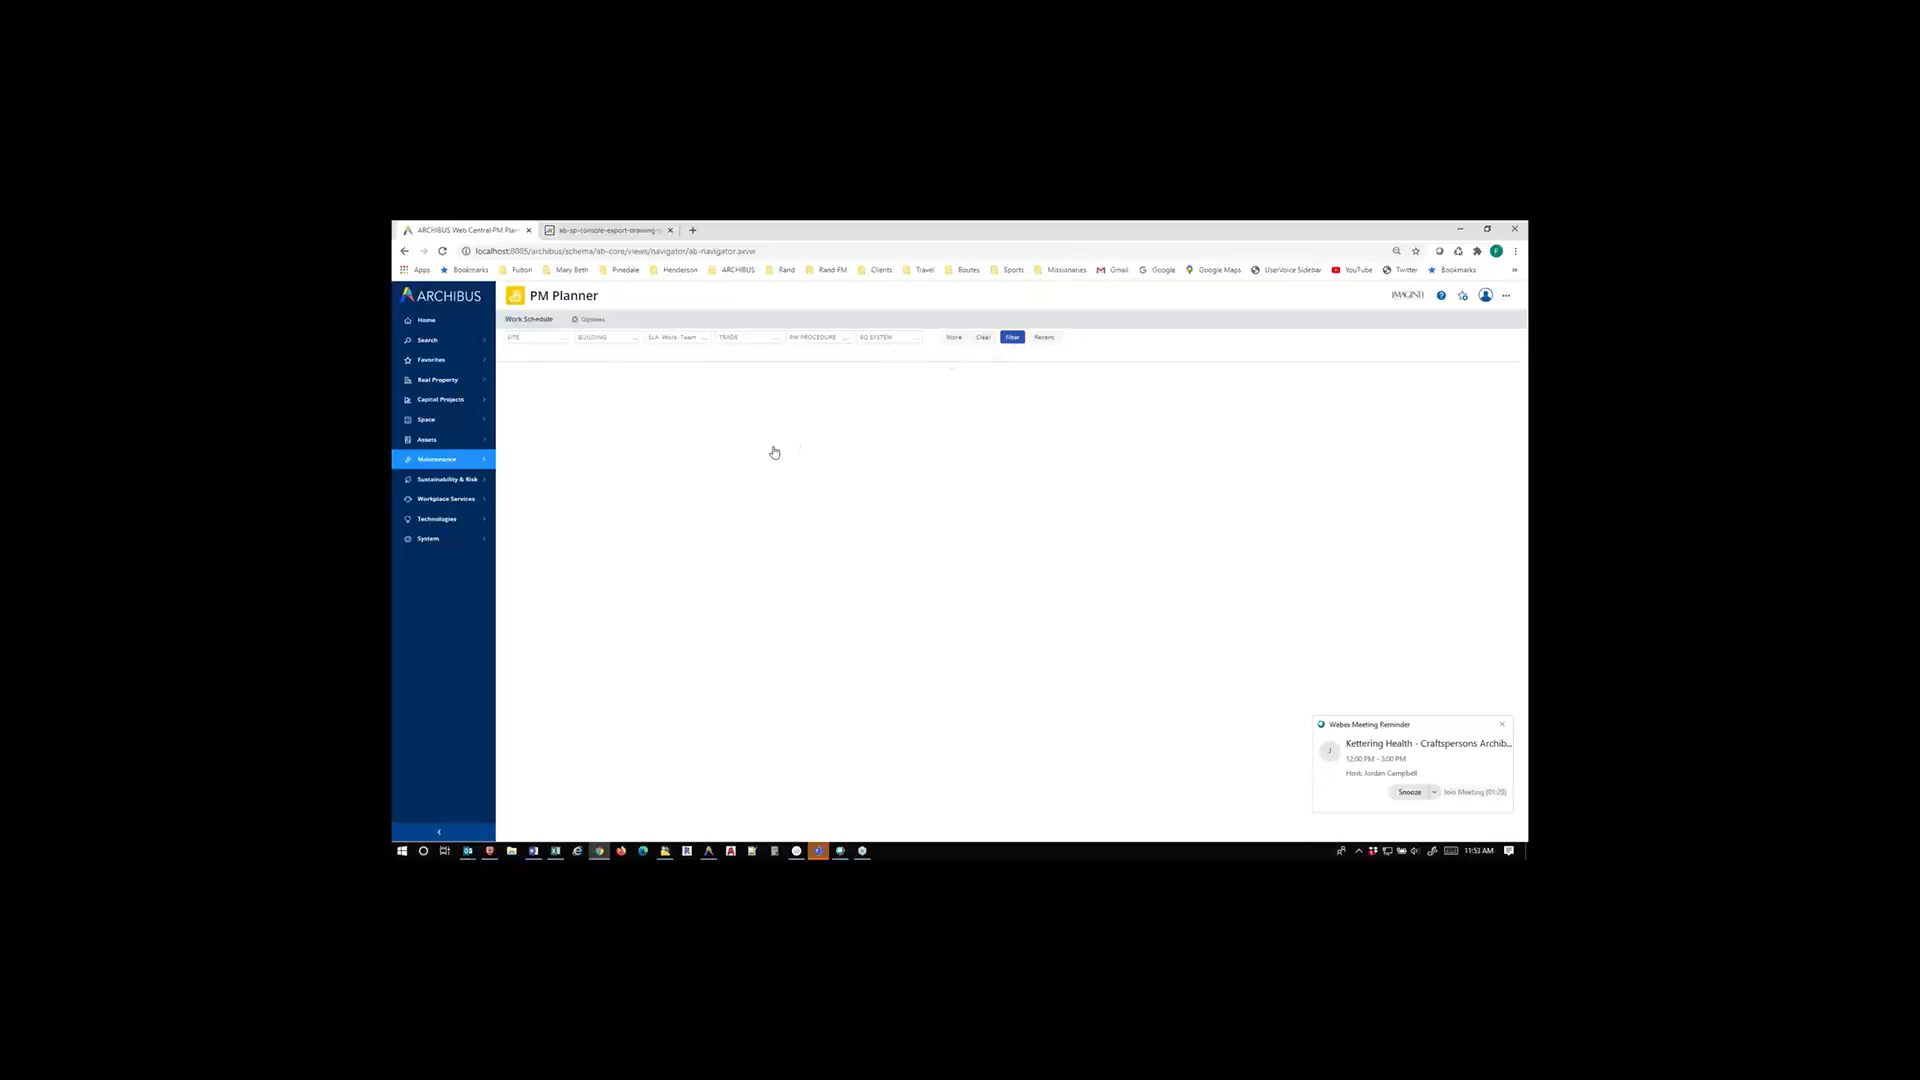 ARCHIBUS Web Central-PM Plan
ab-sp-console-export-drawing-s
localhost:8085/archibus/schema/ab-core/views/navigator/ab-navigator.axvw
Apps Bookmarks Fulton Mary Beth Pinedale Henderson ARCHIBUS Rand Rand FM Clients Travel Routes Sports Missionaries Gmail Google Google Maps UserVoice Sidebar YouTube Twitter Bookmarks »
ARCHIBUS
PM Planner
IMAGINiT
Work Schedule Options
SITE ... BUILDING ... SLA Work Team ... TRADE ... PM PROCEDURE ... EQ SYSTEM ... More Clear Filter Recent
Home
Search
Favorites
Real Property
Capital Projects
Space
Assets
Maintenance
Sustainability & Risk
Workplace Services
Technologies
System
Webex Meeting Reminder
J
Kettering Health - Craftspersons Archib...
12:00 PM - 3:00 PM
Host: Jordan Campbell
Snooze
11:53 AM